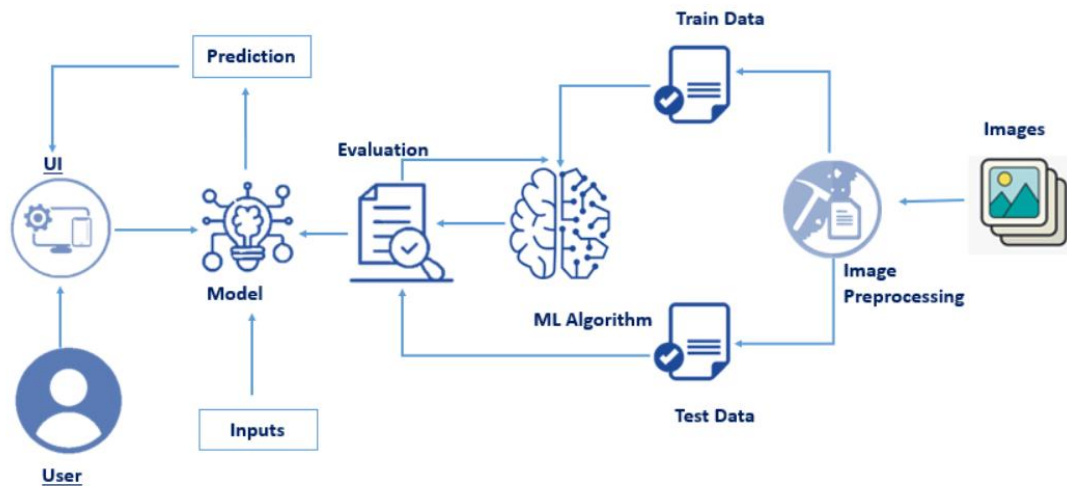 Train Data
Prediction
Images
Evaluation
UI
Image
Preprocessing
Model
ML Algorithm
Test Data
Inputs
User